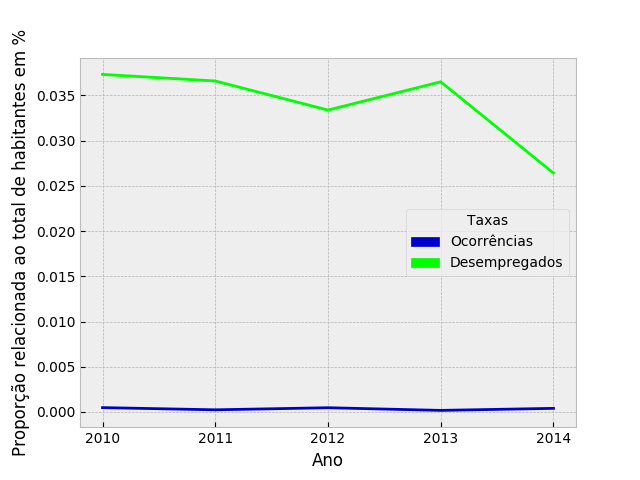 Proporção relacionada ao total de habitantes em %
0.035
0.030
0.025
0.020
0.015
0.010
0.005
0.000
Taxas
Ocorrências
Desempregados
2010 2011 2012 2013 2014
Ano